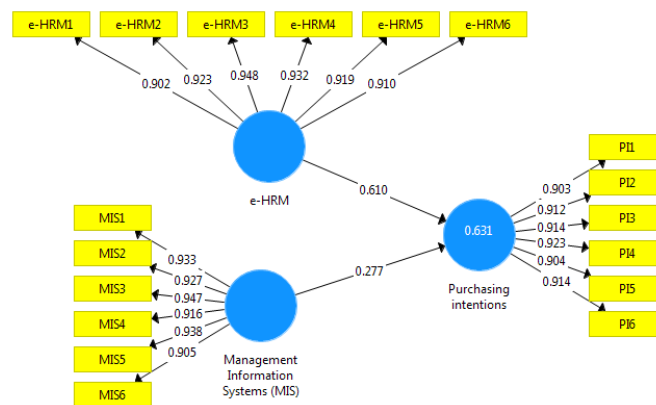 e-HRM1 e-HRM2 e-HRM3 e-HRM4 e-HRM5 e-HRM6
0.902 0.923 0.948 0.932 0.919 0.910
e-HRM
0.610
MIS1
MIS2
MIS3
MIS4
MIS5
MIS6
0.933
0.927
0.947
0.916
0.938
0.905
Management
Information
Systems (MIS)
0.277
0.631
Purchasing
intentions
0.903
0.912
0.914
0.923
0.904
0.914
PI1
PI2
PI3
PI4
PI5
PI6